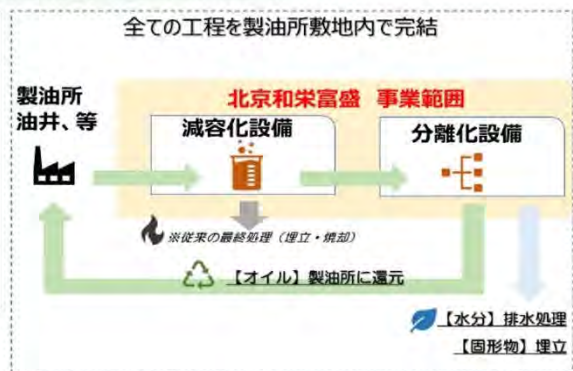 全ての工程を製油所敷地内で完結
北京和栄富盛 事業範囲
製油所
油井、等
減容化設備
分離化設備
※従来の最終処理（埋立・焼却）
【オイル】製油所に還元
【水分】排水処理
【固形物】埋立